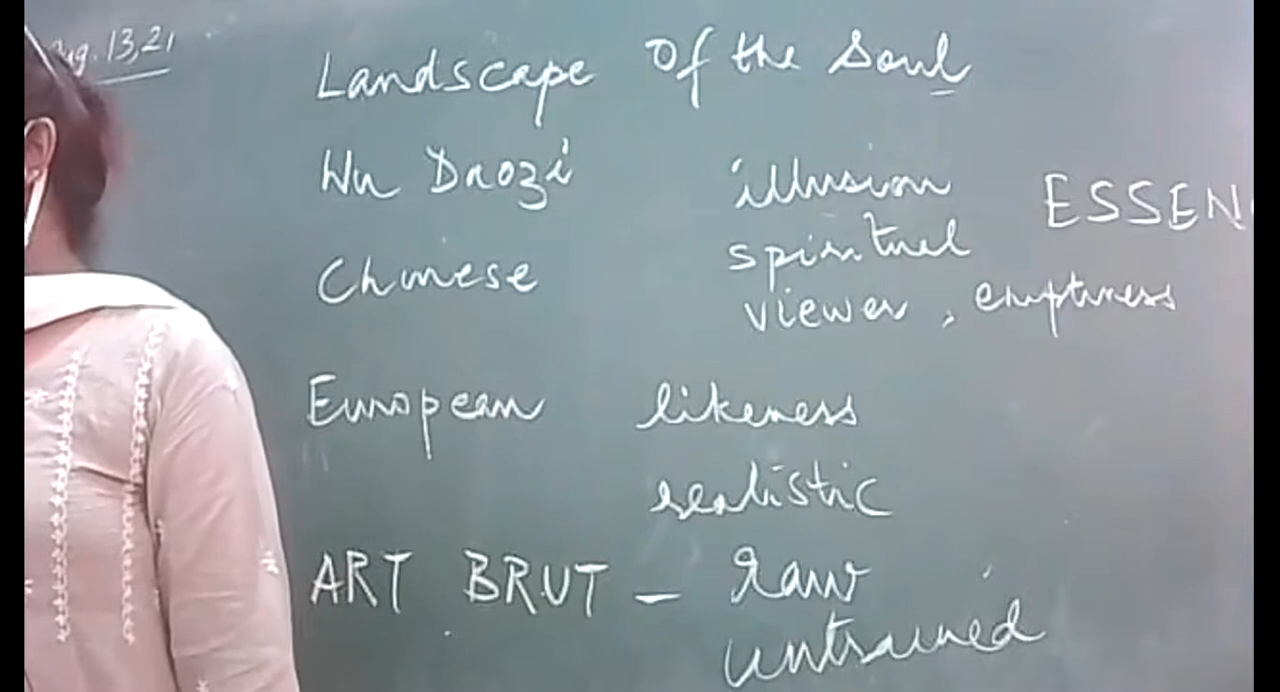 Aug. 13, 21
Landscape Of the Soul
Wu Daozi illusion ESSEN
Chinese spiritual
viewer, emptiness
European likeness
realistic
ART BRUT - raw
untrained